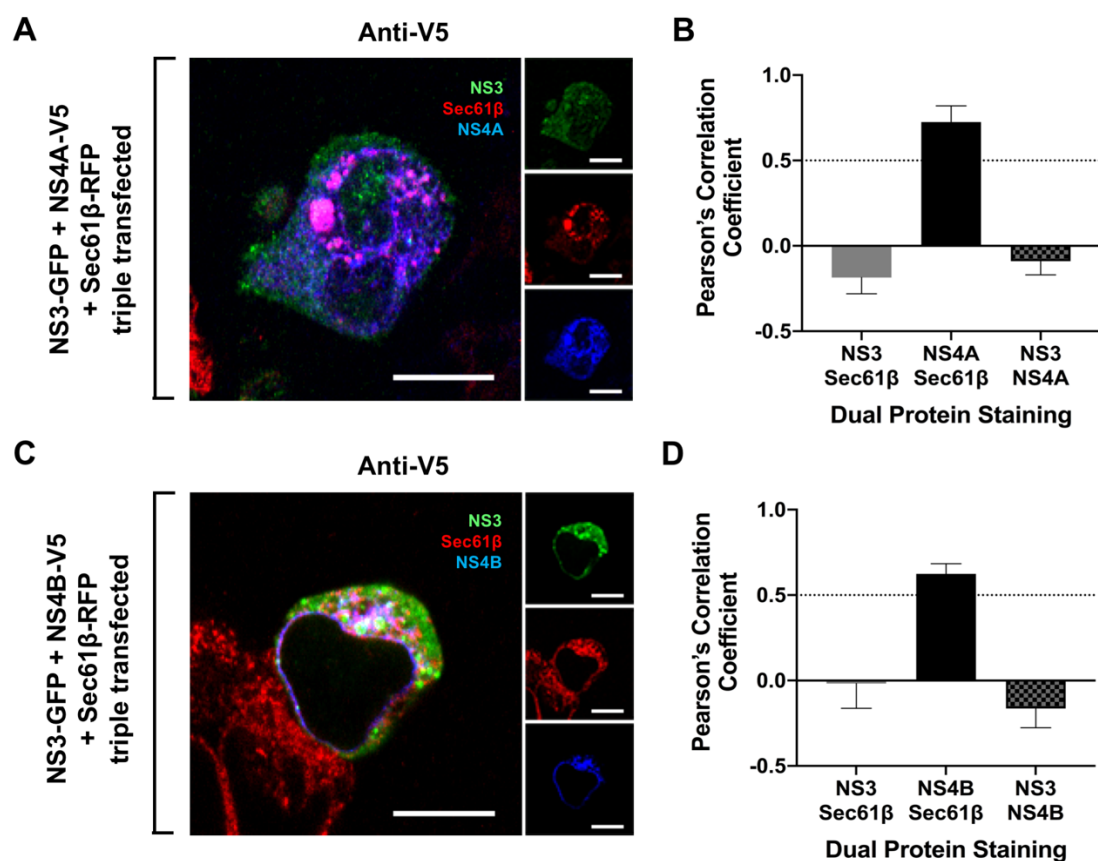 A
Anti-V5
NS3-GFP + NS4A-V5
+ Sec61β-RFP
triple transfected
NS3
Sec61β
NS4A
B
Pearson's Correlation
Coefficient
1.0
0.5
0.0
-0.5
NS3
Sec61β
NS4A
Sec61β
NS3
NS4A
Dual Protein Staining
C
Anti-V5
NS3-GFP + NS4B-V5
+ Sec61β-RFP
triple transfected
NS3
Sec61β
NS4B
D
Pearson's Correlation
Coefficient
1.0
0.5
0.0
-0.5
NS3
Sec61β
NS4B
Sec61β
NS3
NS4B
Dual Protein Staining